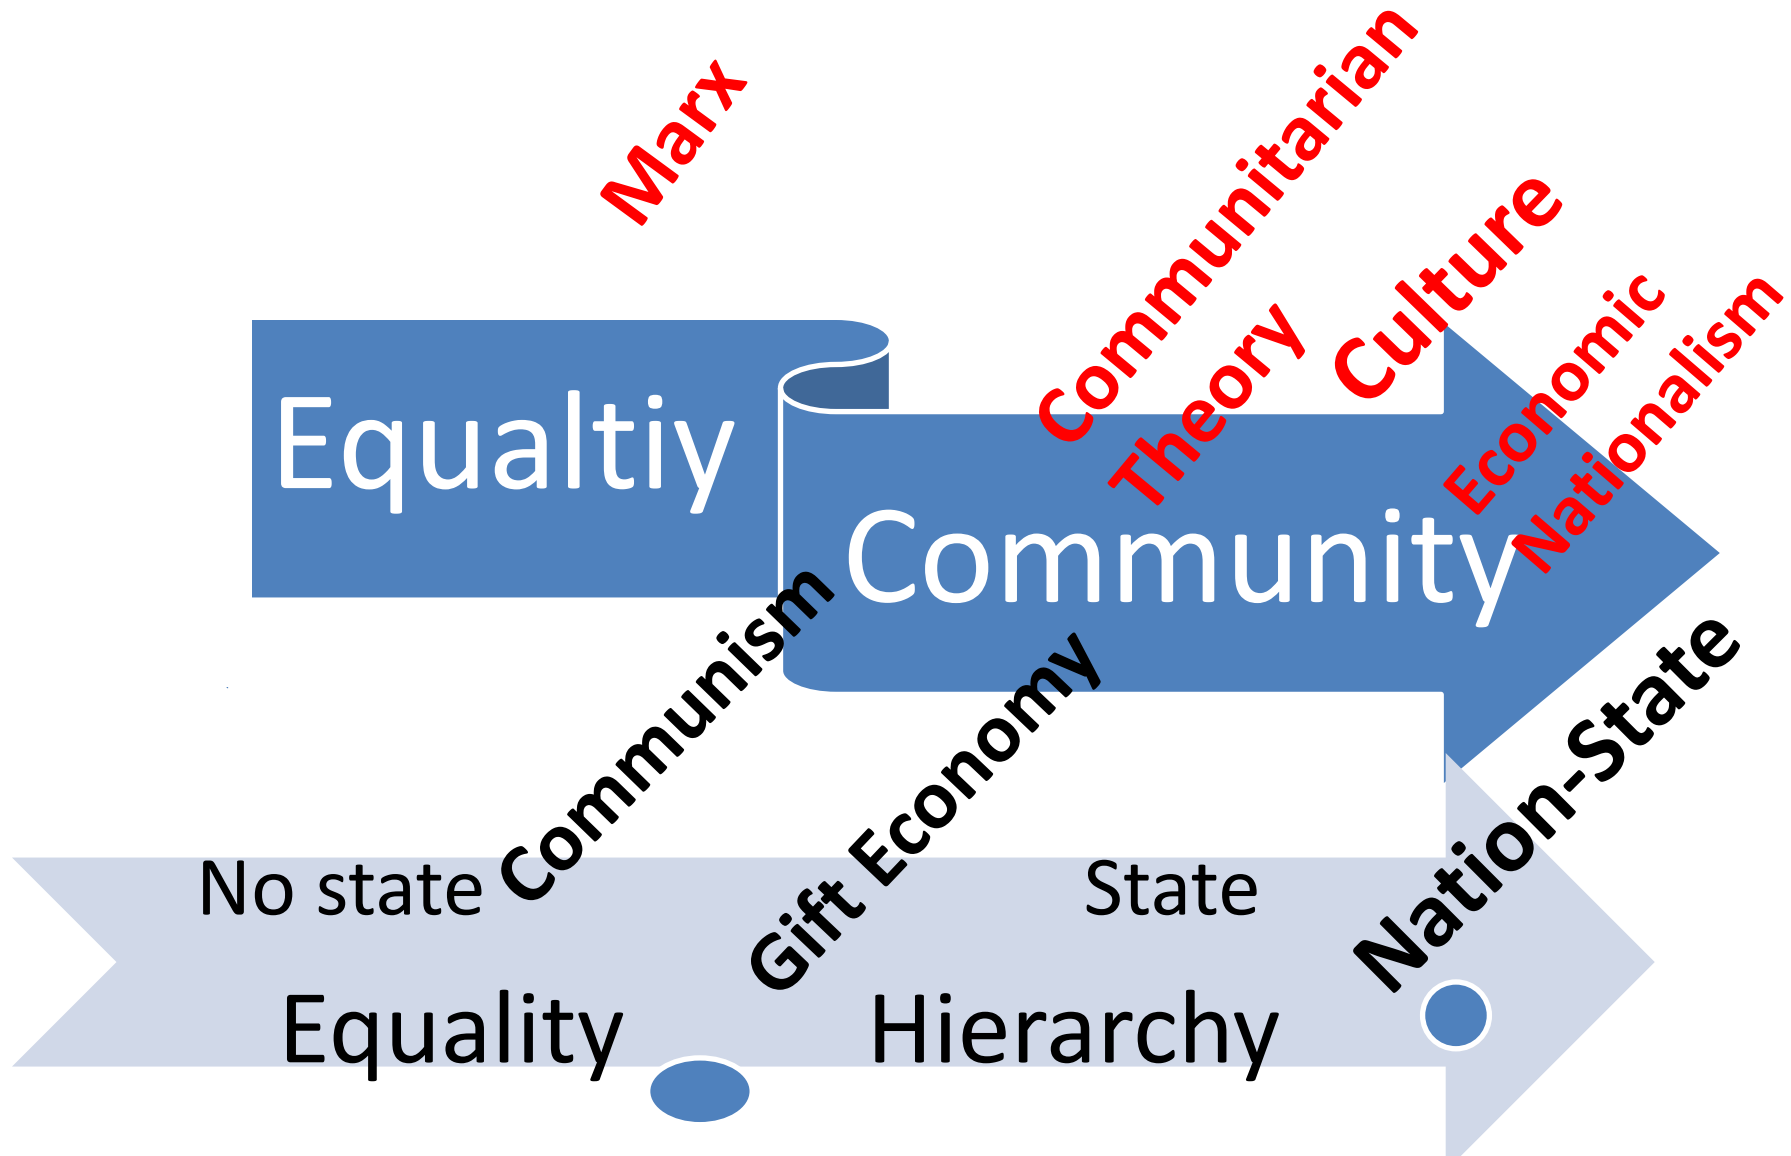 Marx
Communitarian
Theory
Culture
Economic
Nationalism
Equaltiy
Community
Communism
Gift Economy
Nation-State
No state
State
Equality
Hierarchy